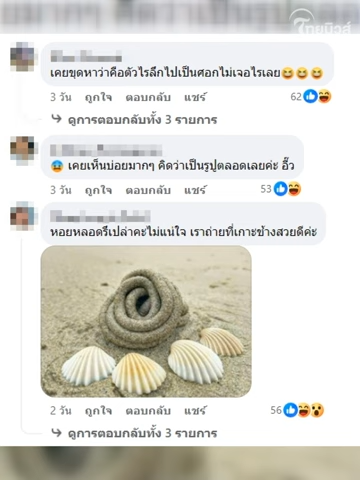 ไทยนิวส์
เคยขุดหาว่าคือตัวไรลึกไปเป็นศอกไม่เจอไรเลย😆😆😆
3 วัน ถูกใจ ตอบกลับ แชร์ 62
ดูการตอบกลับทั้ง 3 รายการ
😰 เคยเห็นบ่อยมากๆ คิดว่าเป็นรูปูตลอดเลยค่ะ อี๊ว
3 วัน ถูกใจ ตอบกลับ แชร์ 53
หอยหลอดรึเปล่าคะไม่แน่ใจ เราถ่ายที่เกาะช้างสวยดีค่ะ
2 วัน ถูกใจ ตอบกลับ แชร์ 56
ดูการตอบกลับทั้ง 3 รายการ